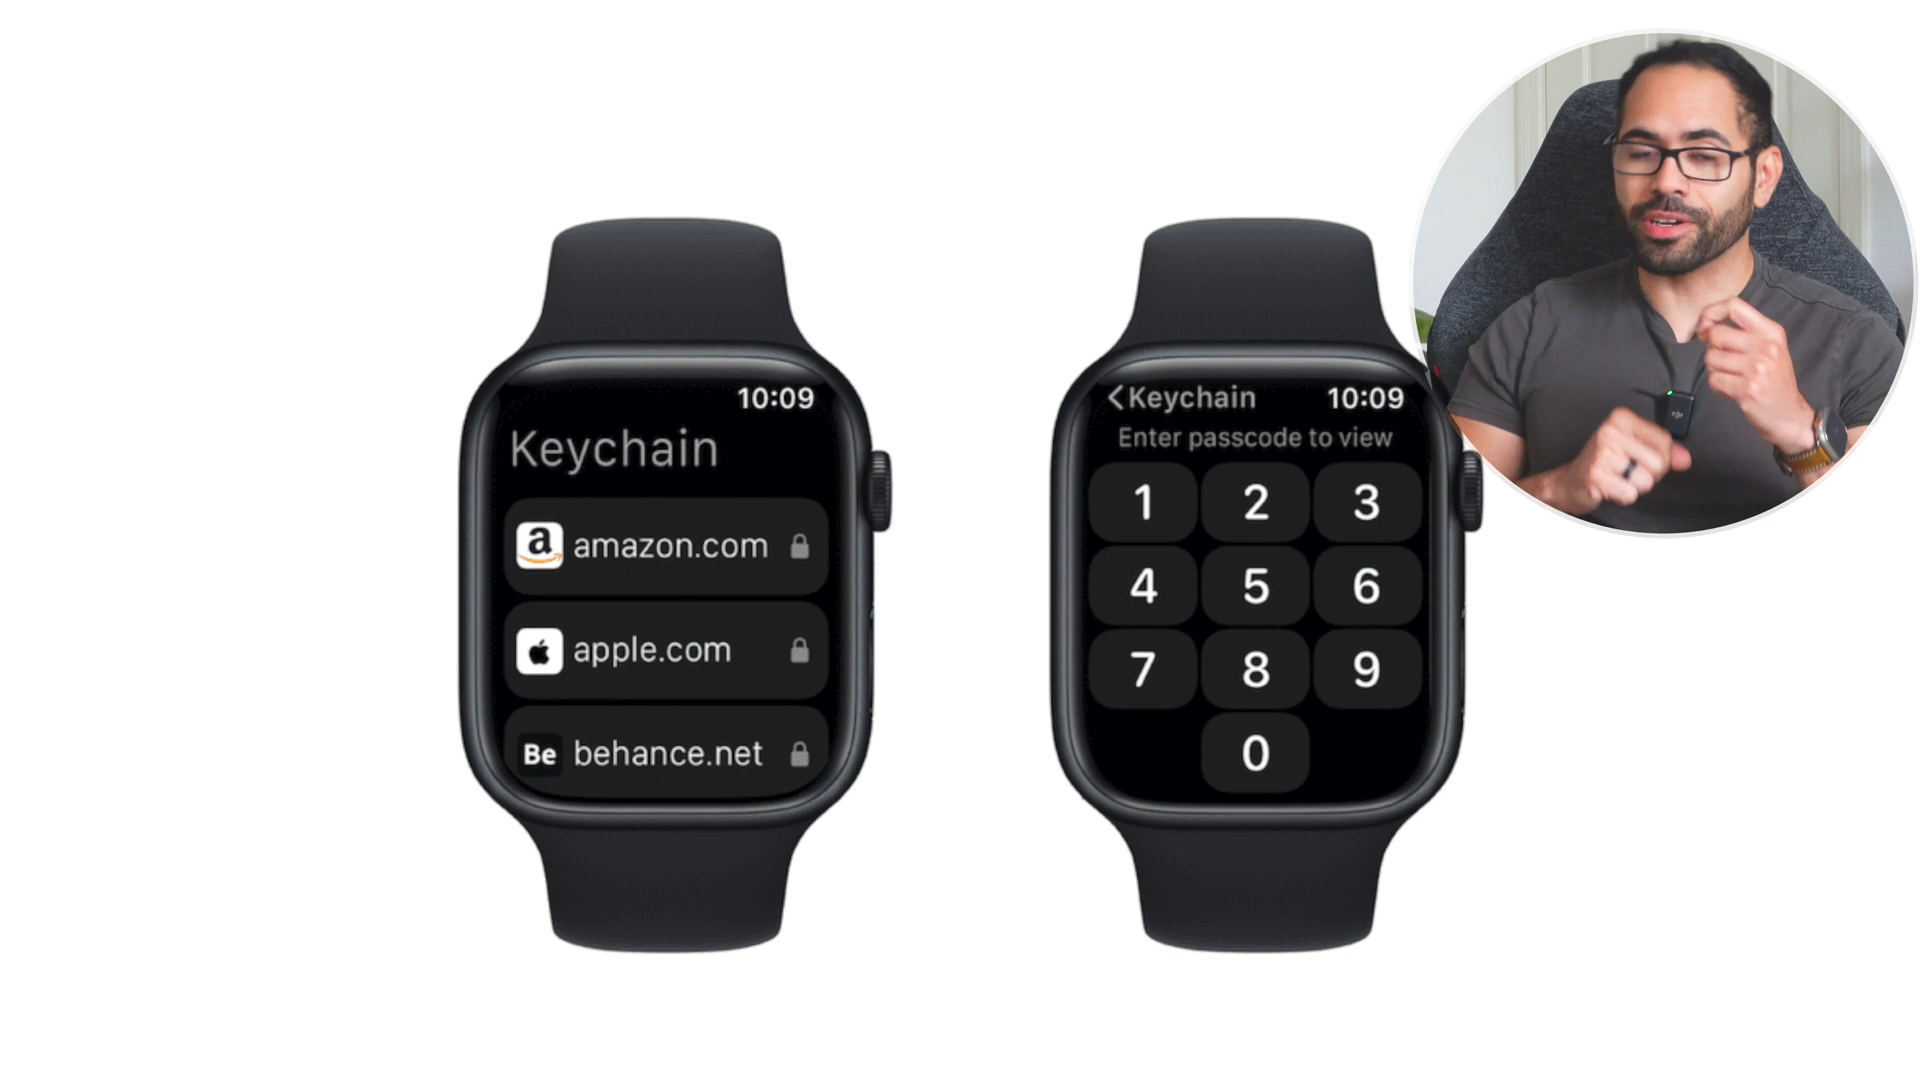 10:09
Keychain
a amazon.com
apple.com
Be behance.net
<Keychain 10:09
Enter passcode to view
1 2 3
4 5 6
7 8 9
0